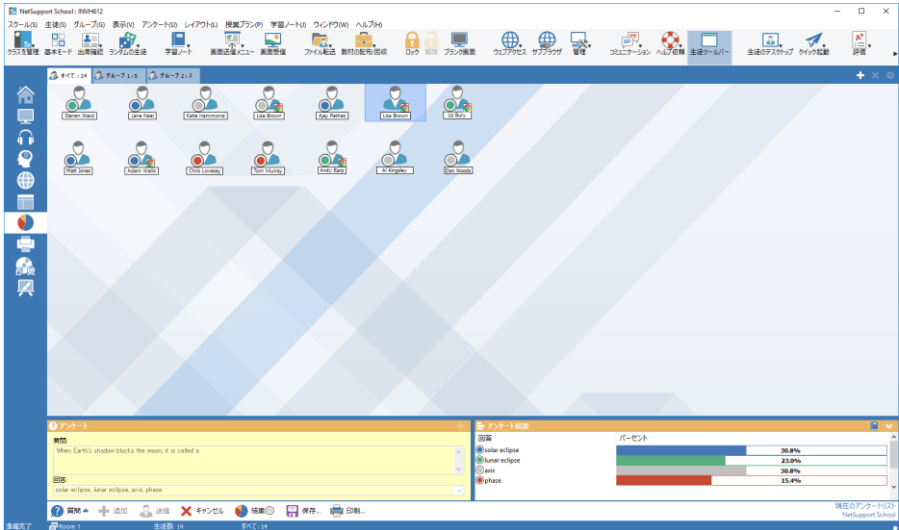 NetSupport School : INVH612
スクール(S) 生徒(S) グループ(G) 表示(V) アンケート(U) レイアウト(L) 授業プラン(P) 学習ノート(J) ウィンドウ(W) ヘルプ(H)
クラスを管理 基本モード 出席確認 ランダムの生徒 学習ノート 画面送信メニュー 画面受信 ファイル転送 教材の配布/回収 ロック 解除 ブランク画面 ウェブアクセス サブブラウザ 管理 コミュニケーション ヘルプ依頼 生徒ツールバー 生徒のデスクトップ クイック起動 評価
すべて : 14 グループ 1 : 5 グループ 2 : 3
Darren Ward Jane Neal Kate Hammond Lisa Brown Ajay Pathak Lisa Brown Liz Bury
Matt Jones Adam Walls Chris Lovesey Tom Murray Andy Earp Al Kingsley Dan Woods
アンケート
質問:
When Earth's shadow blocks the moon, it is called a
回答:
solar eclipse, lunar eclipse, axis, phase
アンケート結果
回答 パーセント
solar eclipse 30.8%
lunar eclipse 23.0%
axis 30.8%
phase 15.4%
質問 追加 送信 キャンセル 結果 保存... 印刷...
現在のアンケートリスト
NetSupport School
準備完了 Room 1 生徒数: 14 すべて : 14